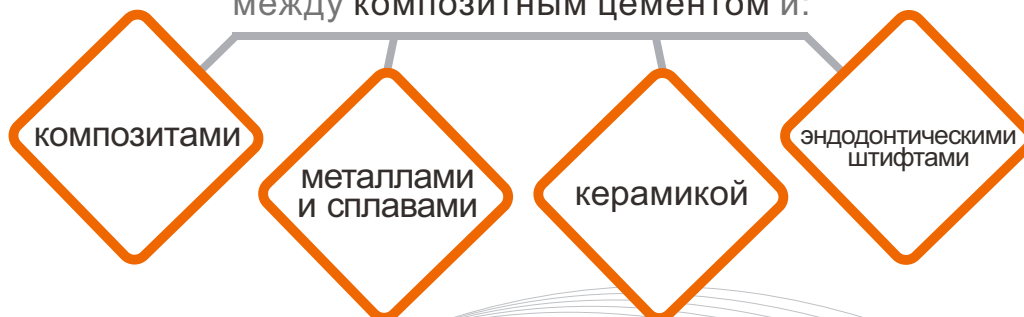 между композитным цементом и:
композитами
металлами
и сплавами
керамикой
эндодонтическими
штифтами